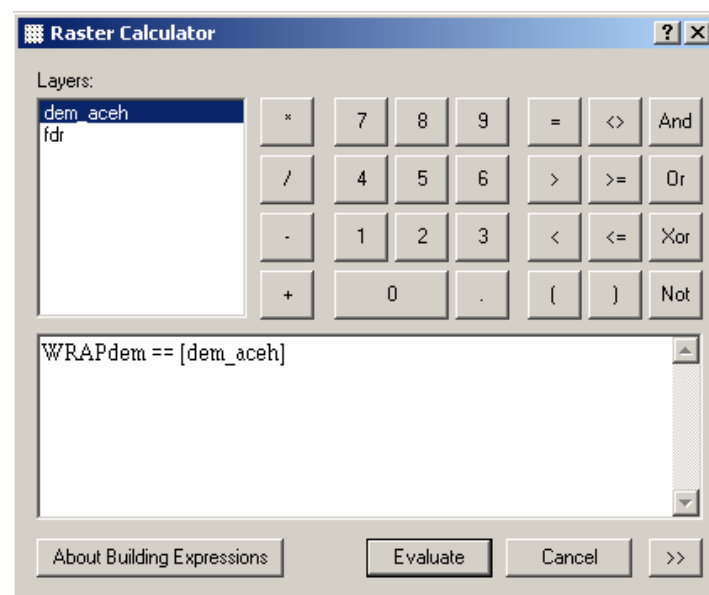 Raster Calculator ? X
Layers:
dem_aceh * 7 8 9 = <> And
fdr
/ 4 5 6 > >= Or
- 1 2 3 < <= Xor
+ 0 . ( ) Not
WRAPdem == [dem_aceh]
About Building Expressions Evaluate Cancel >>